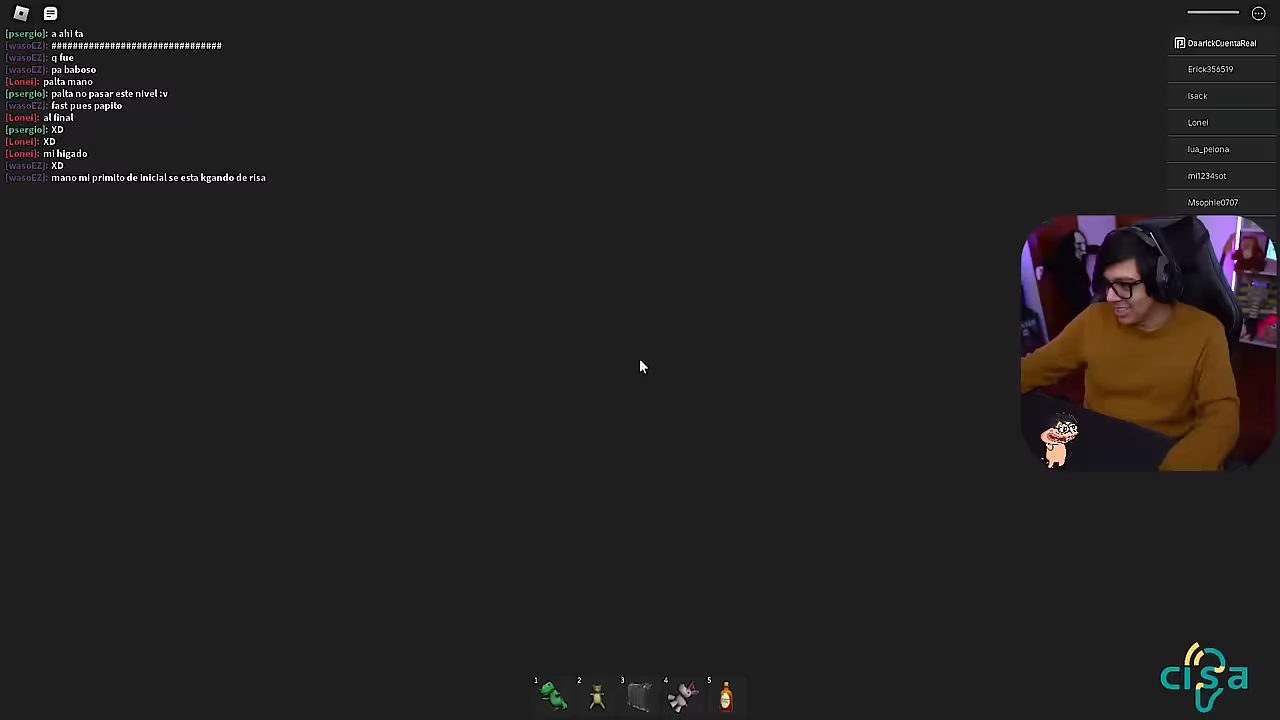 [psergio]: a ahi ta
[wasoEZ]: ################################
[wasoEZ]: q fue
[wasoEZ]: pa baboso
[Lonei]: palta mano
[psergio]: palta no pasar este nivel :v
[wasoEZ]: fast pues papito
[Lonei]: al final
[psergio]: XD
[Lonei]: XD
[Lonei]: mi higado
[wasoEZ]: XD
[wasoEZ]: mano mi primito de inicial se esta kgando de risa
DaarickCuentaReal
Erick356519
Isack
Lonei
lua_pelona
mi1234sot
Msophie0707
1 2 3 4 5
cisa